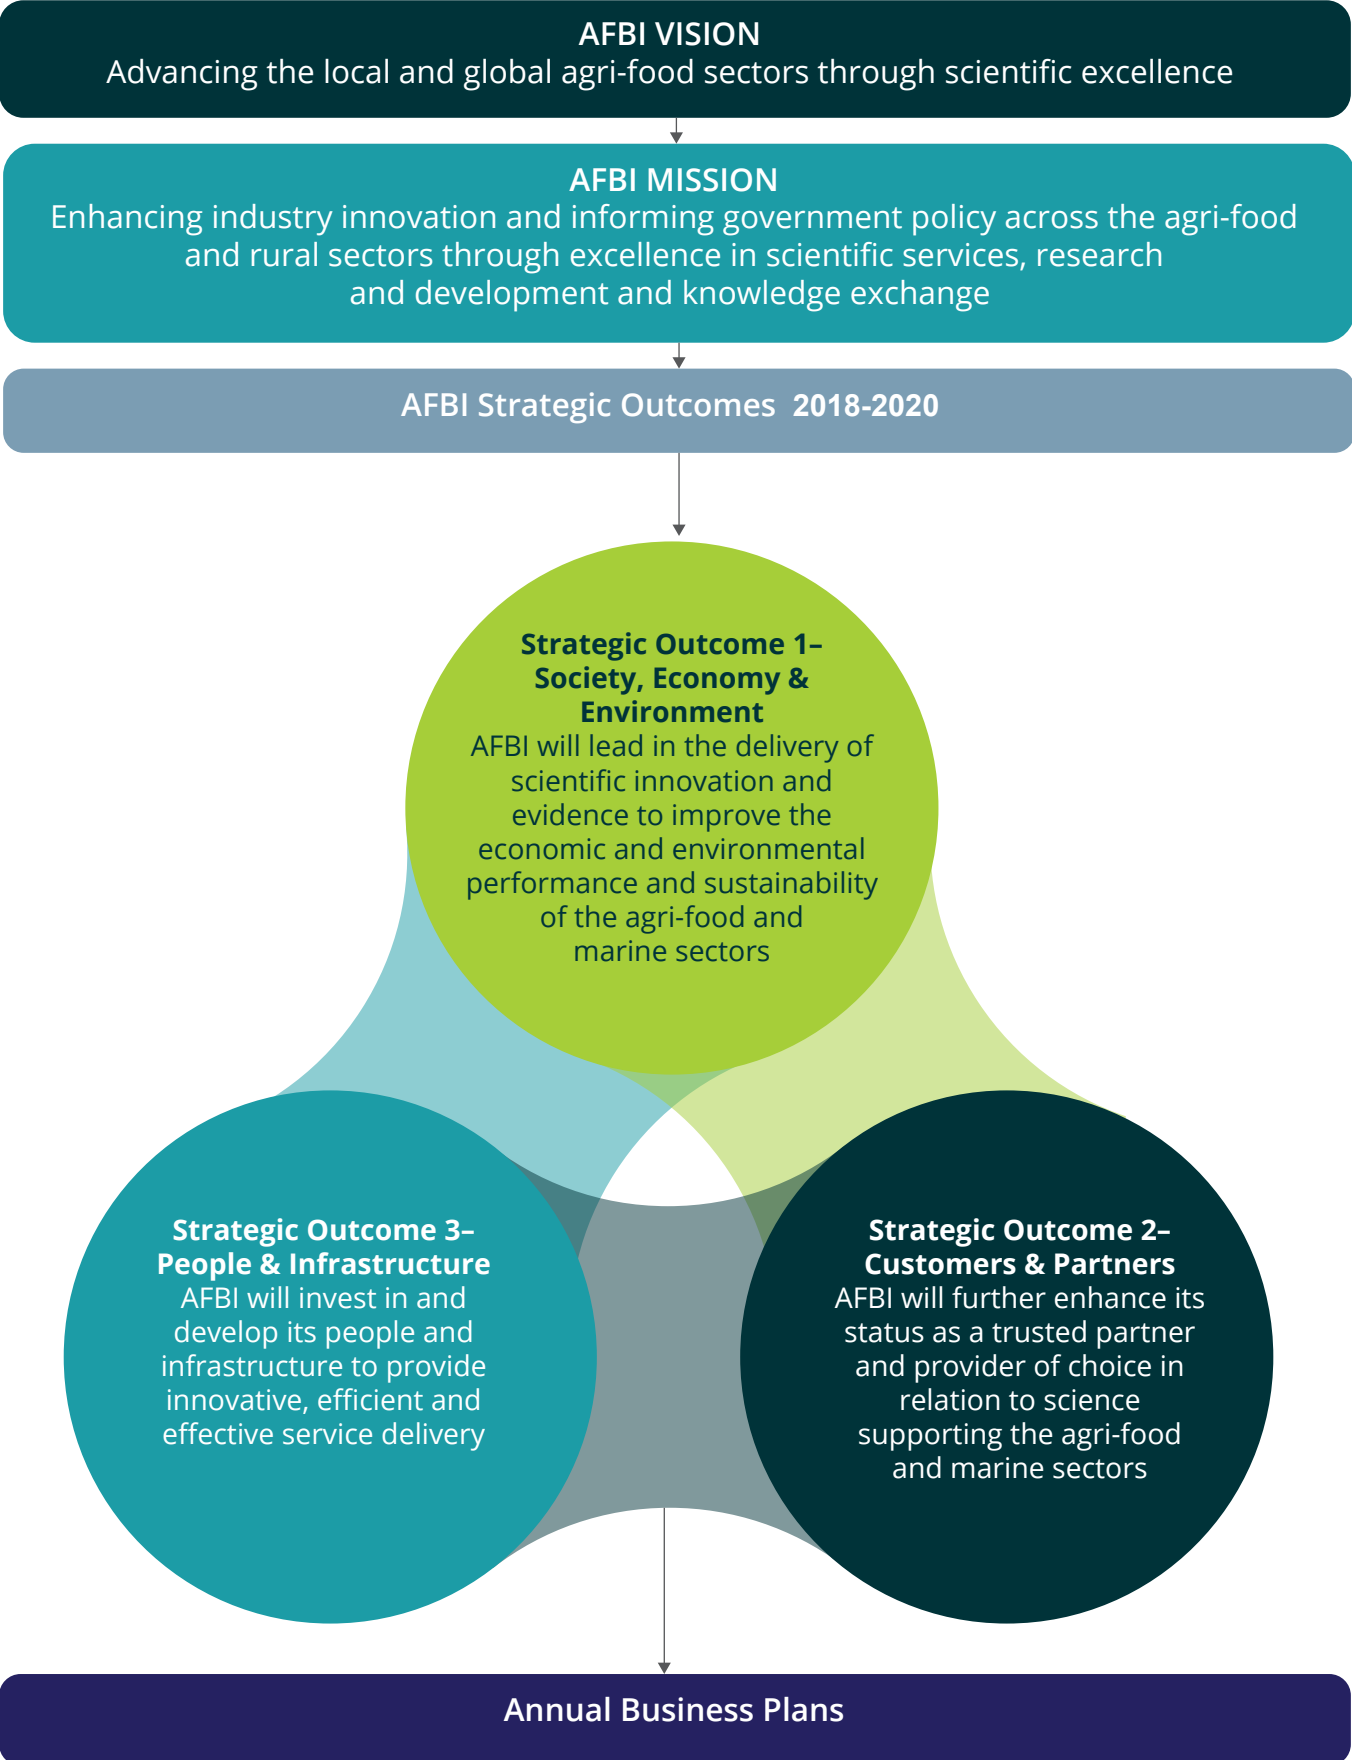 AFBI VISION
Advancing the local and global agri-food sectors through scientific excellence
AFBI MISSION
Enhancing industry innovation and informing government policy across the agri-food
and rural sectors through excellence in scientific services, research
and development and knowledge exchange
AFBI Strategic Outcomes 2018-2020
Strategic Outcome 1–
Society, Economy &
Environment
AFBI will lead in the delivery of
scientific innovation and
evidence to improve the
economic and environmental
performance and sustainability
of the agri-food and
marine sectors
Strategic Outcome 3–
People & Infrastructure
AFBI will invest in and
develop its people and
infrastructure to provide
innovative, efficient and
effective service delivery
Strategic Outcome 2–
Customers & Partners
AFBI will further enhance its
status as a trusted partner
and provider of choice in
relation to science
supporting the agri-food
and marine sectors
Annual Business Plans